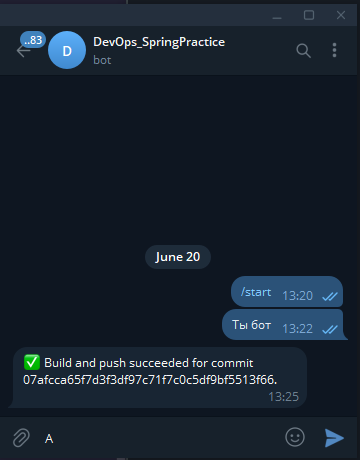 ..83
D
DevOps_SpringPractice
bot
June 20
/start 13:20
Ты бот 13:22
✅ Build and push succeeded for commit
07afcca65f7d3f3df97c71f7c0c5df9bf5513f66.
13:25
A